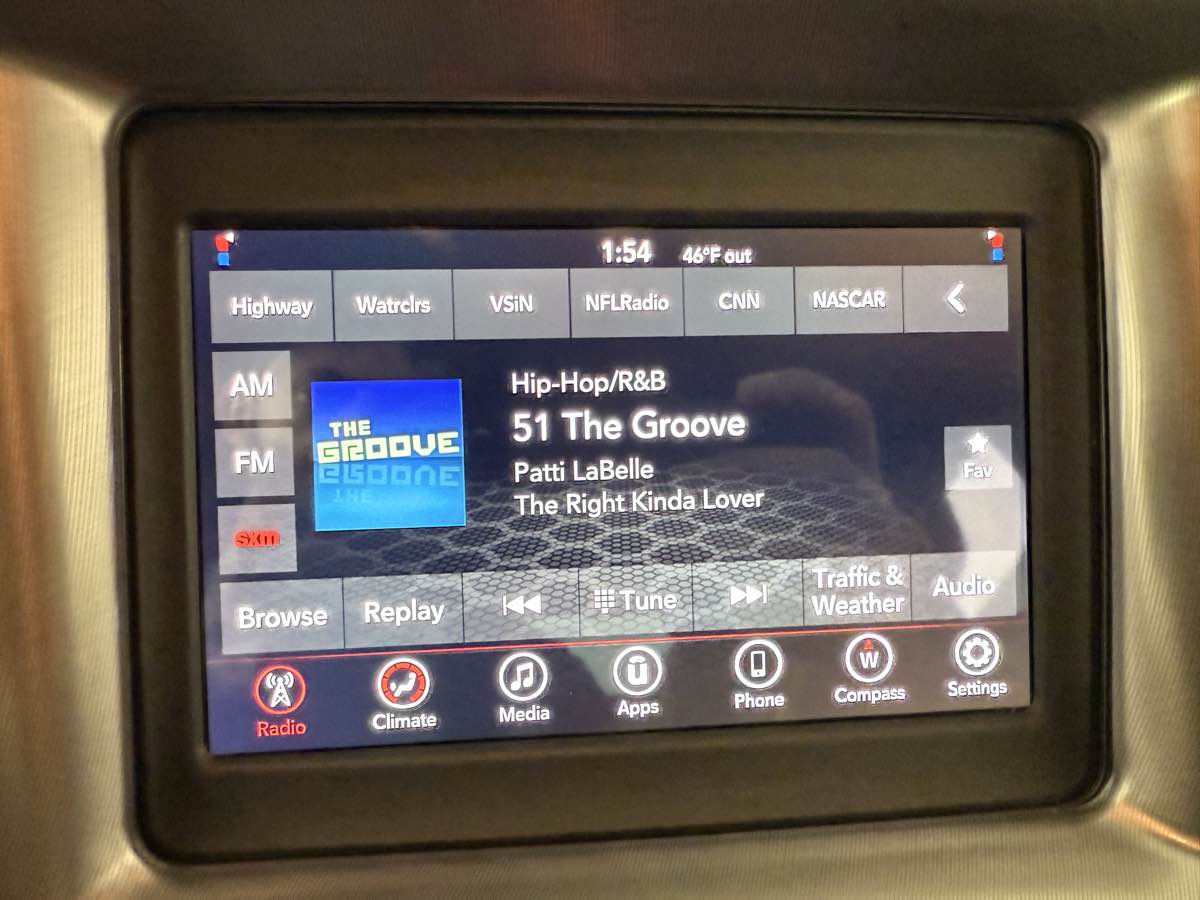 1:54 46°F out
Highway Watrclrs VSiN NFLRadio CNN NASCAR
AM
FM
sxm
THE
GROOVE
Hip-Hop/R&B
51 The Groove
Patti LaBelle
The Right Kinda Lover
Fav
Browse Replay Tune Traffic & Weather Audio
Radio Climate Media Apps Phone W Compass Settings